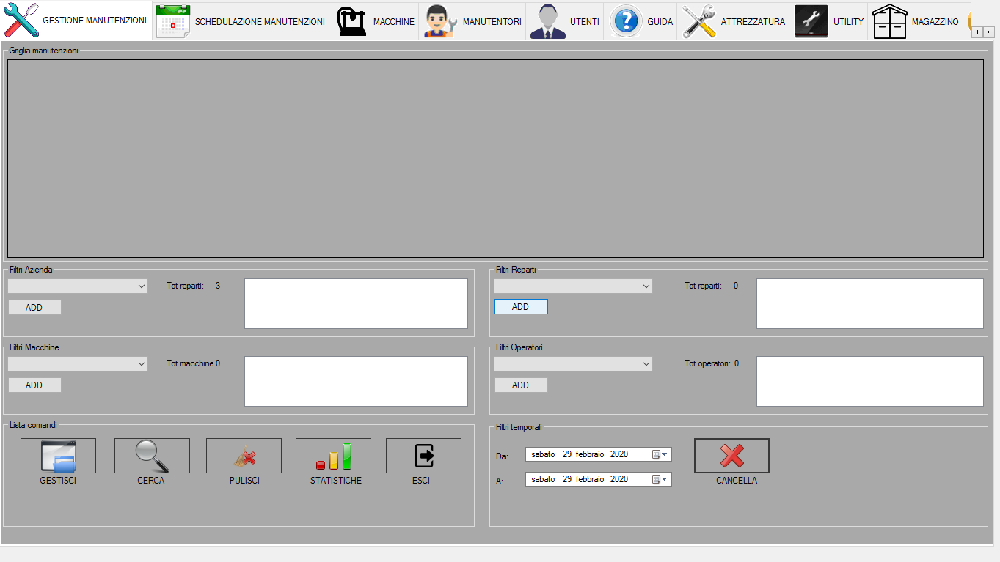 GESTIONE MANUTENZIONI
SCHEDULAZIONE MANUTENZIONI
MACCHINE
MANUTENTORI
UTENTI
GUIDA
ATTREZZATURA
UTILITY
MAGAZZINO
Griglia manutenzioni
Filtri Azienda
Tot reparti: 3
ADD
Filtri Reparti
Tot reparti: 0
ADD
Filtri Macchine
Tot macchine 0
ADD
Filtri Operatori
Tot operatori: 0
ADD
Lista comandi
GESTISCI
CERCA
PULISCI
STATISTICHE
ESCI
Filtri temporali
Da: sabato 29 febbraio 2020
A: sabato 29 febbraio 2020
CANCELLA